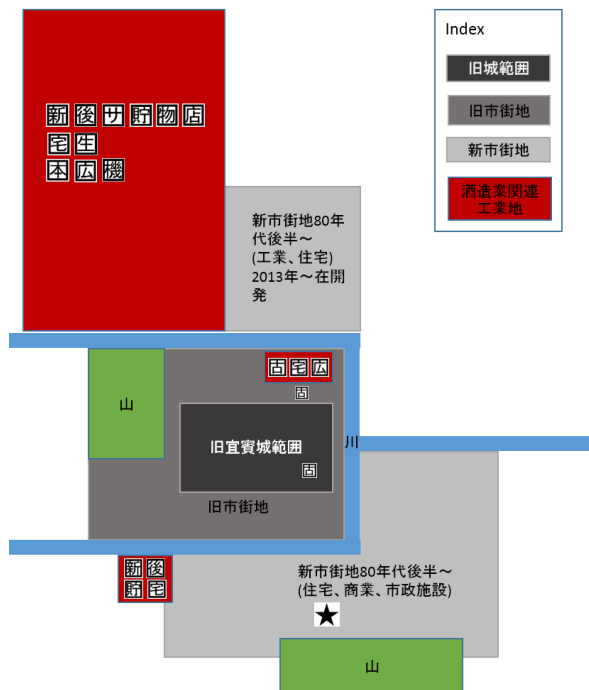 Index
旧城範囲
旧市街地
新市街地
酒造業関連
工業地
新後サ貯物店
宅生
本広機
新市街地80年
代後半～
(工業、住宅)
2013年～在開
発
山
古宅広
古
旧宜賓城範囲
古
川
旧市街地
新後
貯宅
新市街地80年代後半～
(住宅、商業、市政施設)
★
山